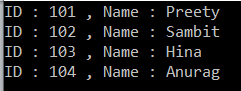 ID : 101 , Name : Preety
ID : 102 , Name : Sambit
ID : 103 , Name : Hina
ID : 104 , Name : Anurag